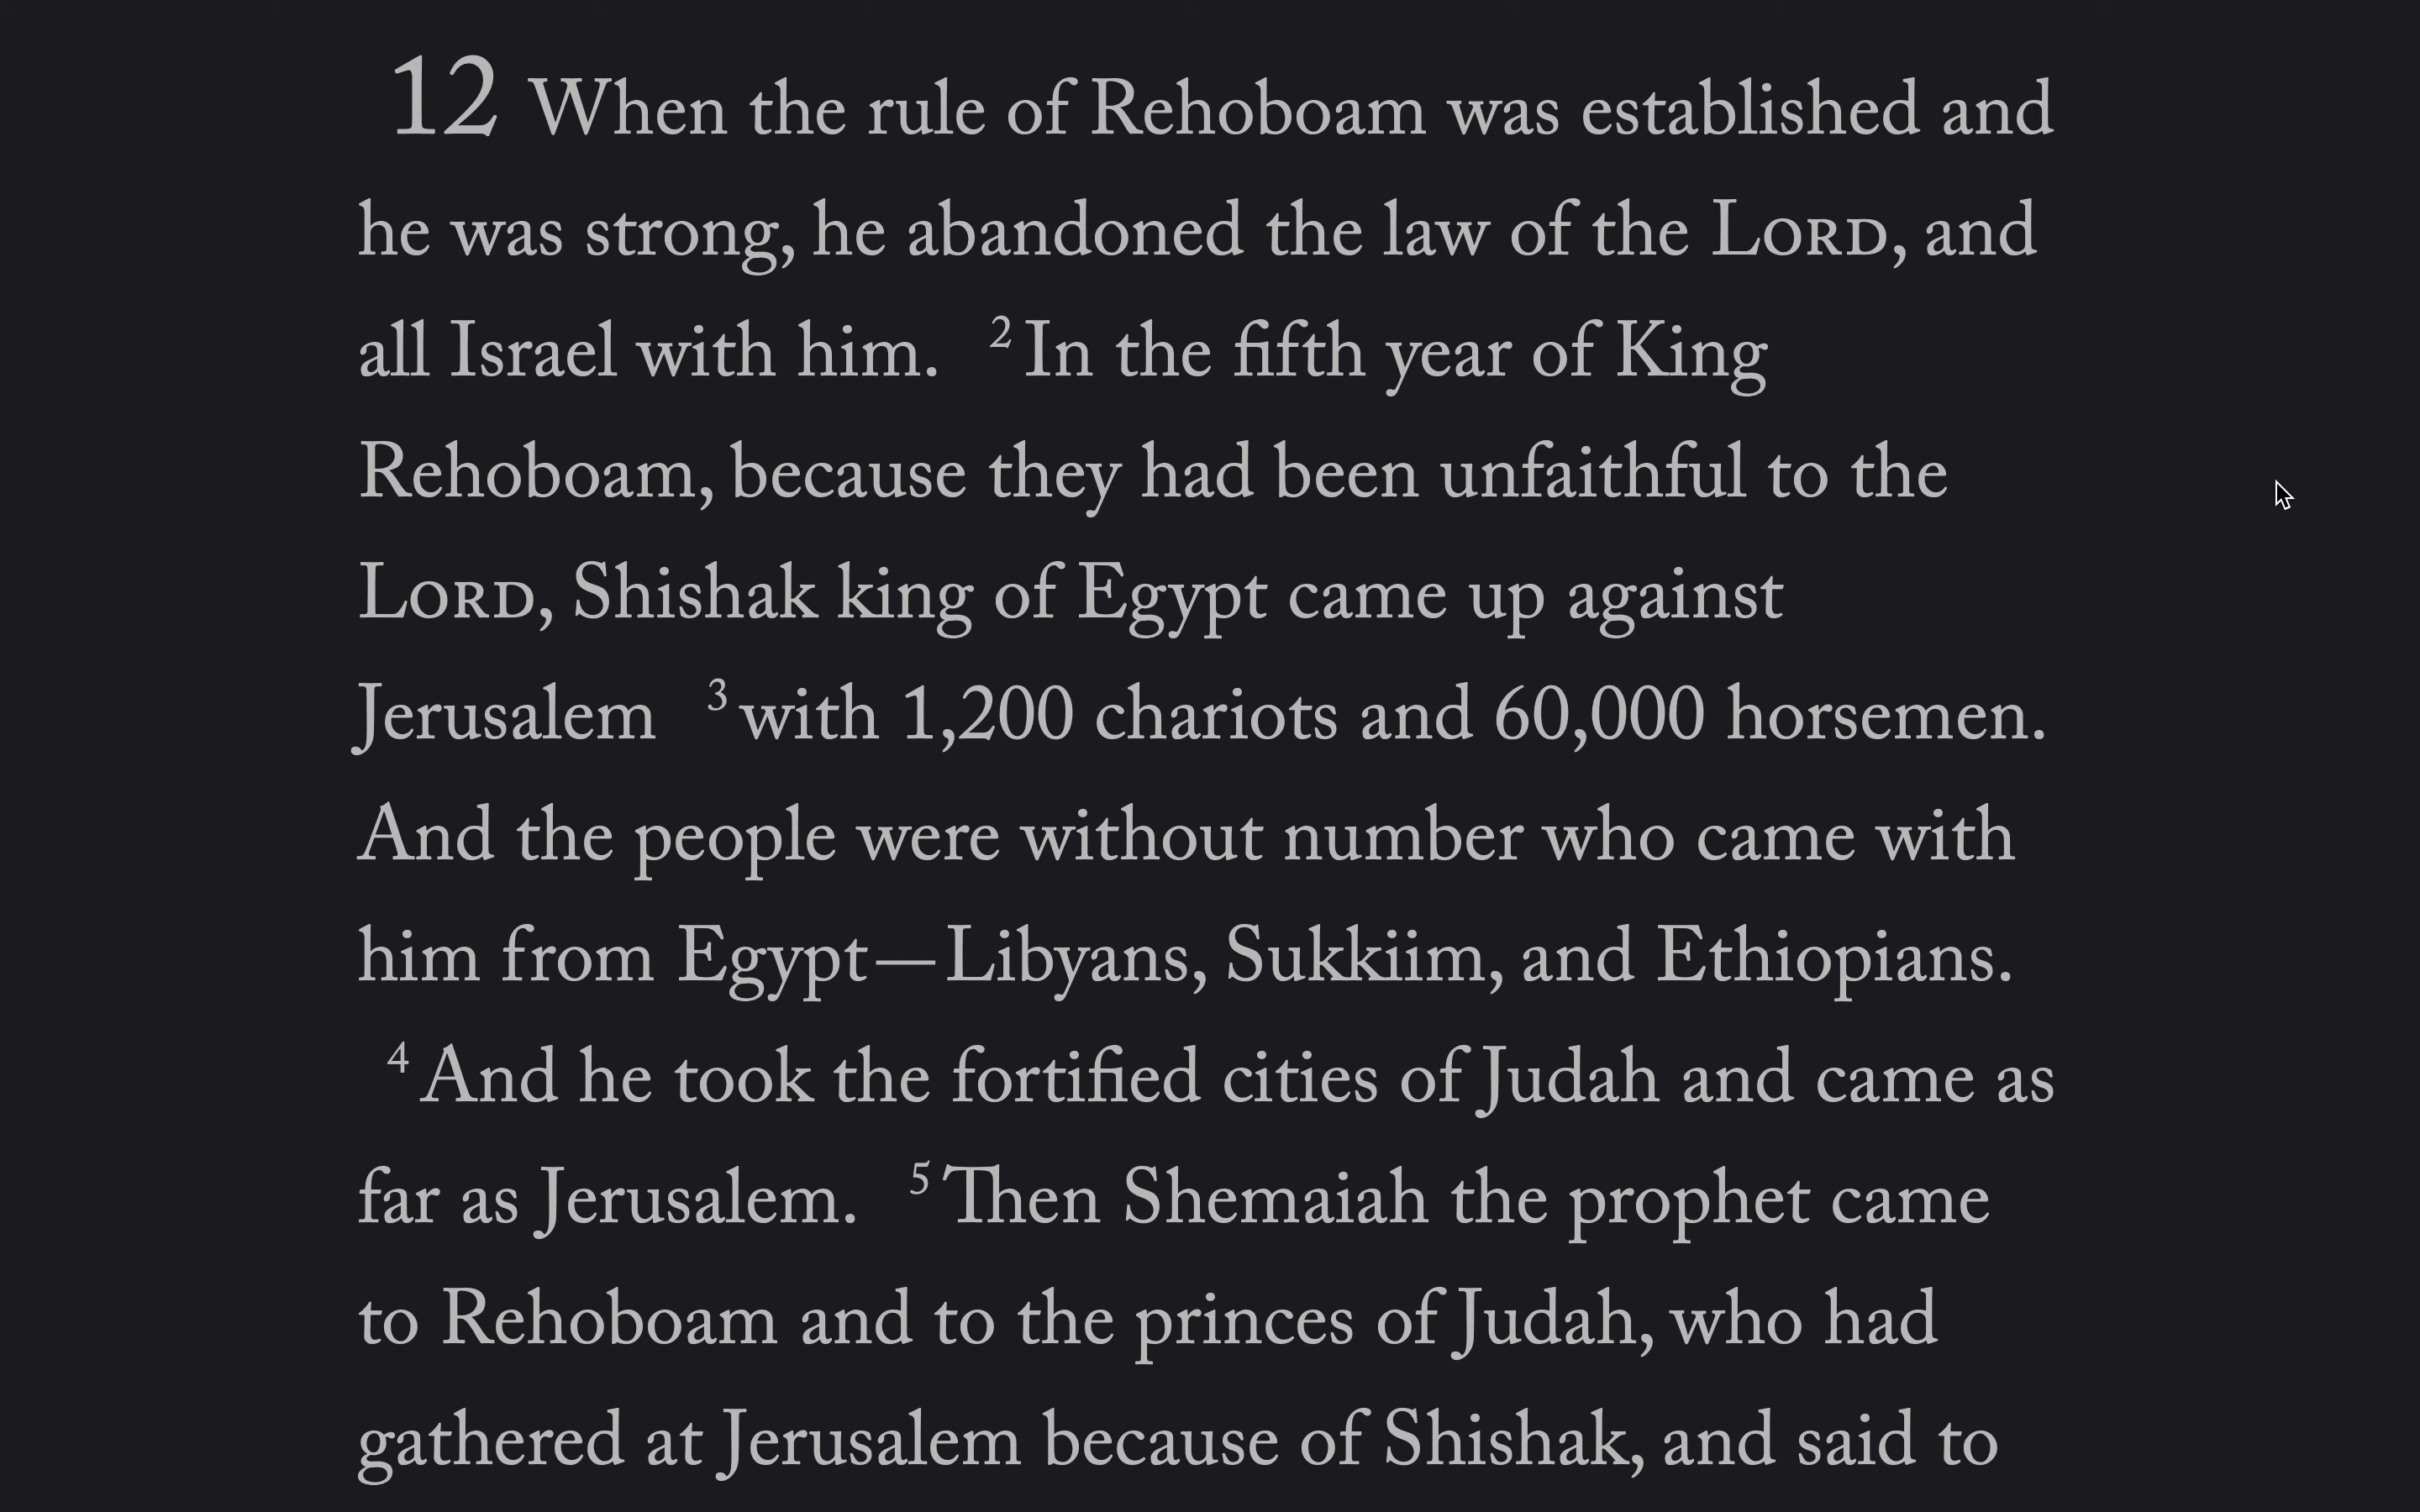 12 When the rule of Rehoboam was established and
he was strong, he abandoned the law of the LORD, and
all Israel with him. 2 In the fifth year of King
Rehoboam, because they had been unfaithful to the
LORD, Shishak king of Egypt came up against
Jerusalem 3 with 1,200 chariots and 60,000 horsemen.
And the people were without number who came with
him from Egypt—Libyans, Sukkiim, and Ethiopians.
4 And he took the fortified cities of Judah and came as
far as Jerusalem. 5 Then Shemaiah the prophet came
to Rehoboam and to the princes of Judah, who had
gathered at Jerusalem because of Shishak, and said to